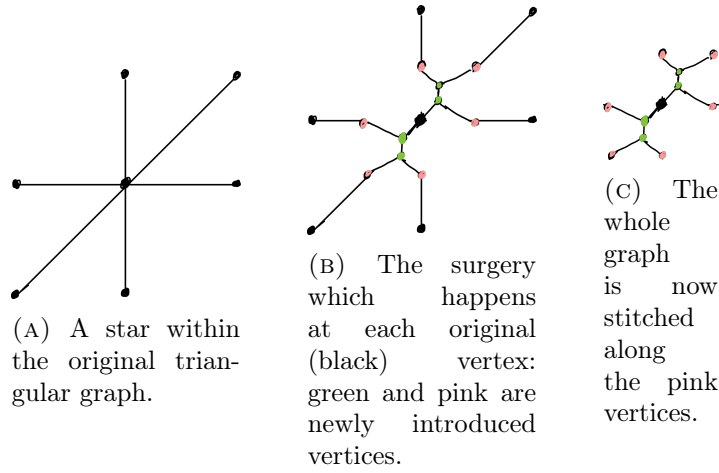 (A) A star within
the original trian-
gular graph.
(B) The surgery
which happens
at each original
(black) vertex:
green and pink are
newly introduced
vertices.
(C) The
whole
graph
is now
stitched
along
the pink
vertices.